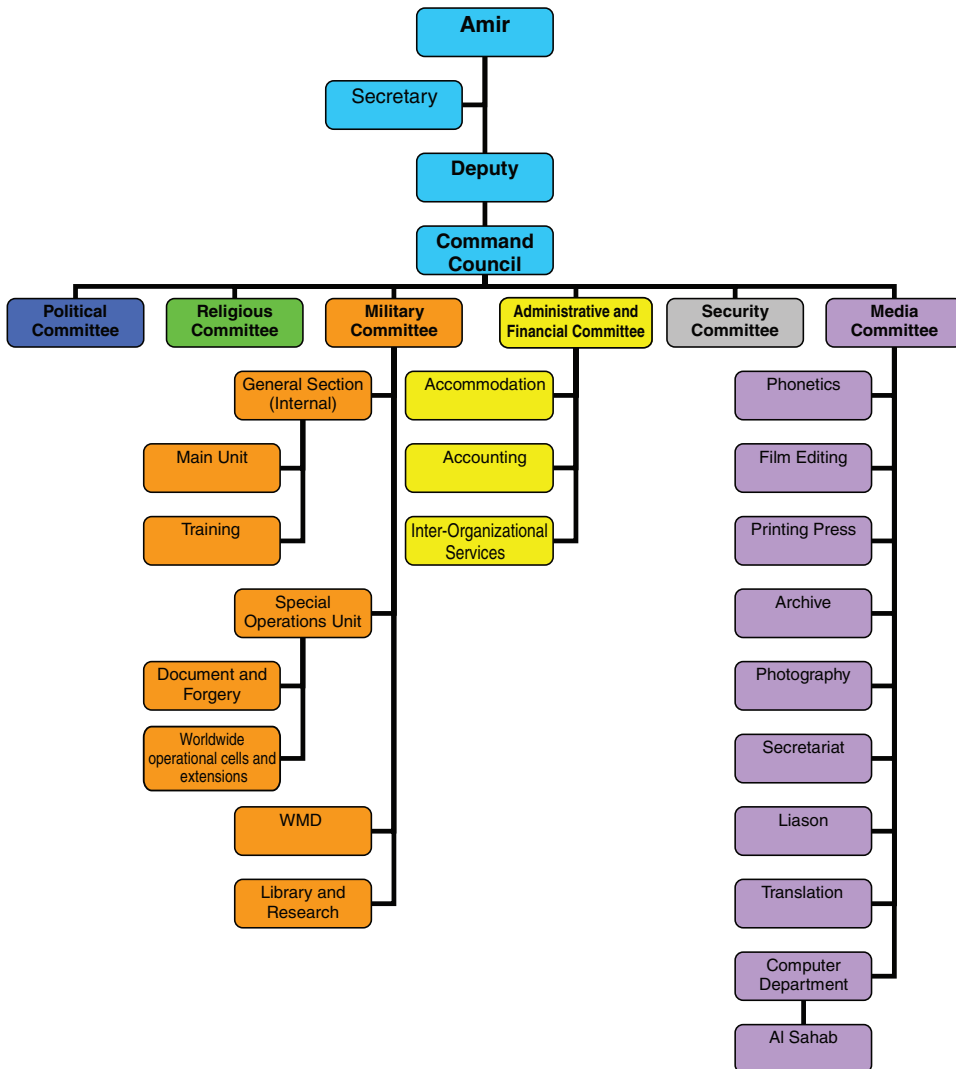 Amir
Secretary
Deputy
Command
Council
Political
Committee
Religious
Committee
Military
Committee
Administrative and
Financial Committee
Security
Committee
Media
Committee
General Section
(Internal)
Main Unit
Training
Special
Operations Unit
Document and
Forgery
Worldwide
operational cells and
extensions
WMD
Library and
Research
Accommodation
Accounting
Inter-Organizational
Services
Phonetics
Film Editing
Printing Press
Archive
Photography
Secretariat
Liason
Translation
Computer
Department
Al Sahab